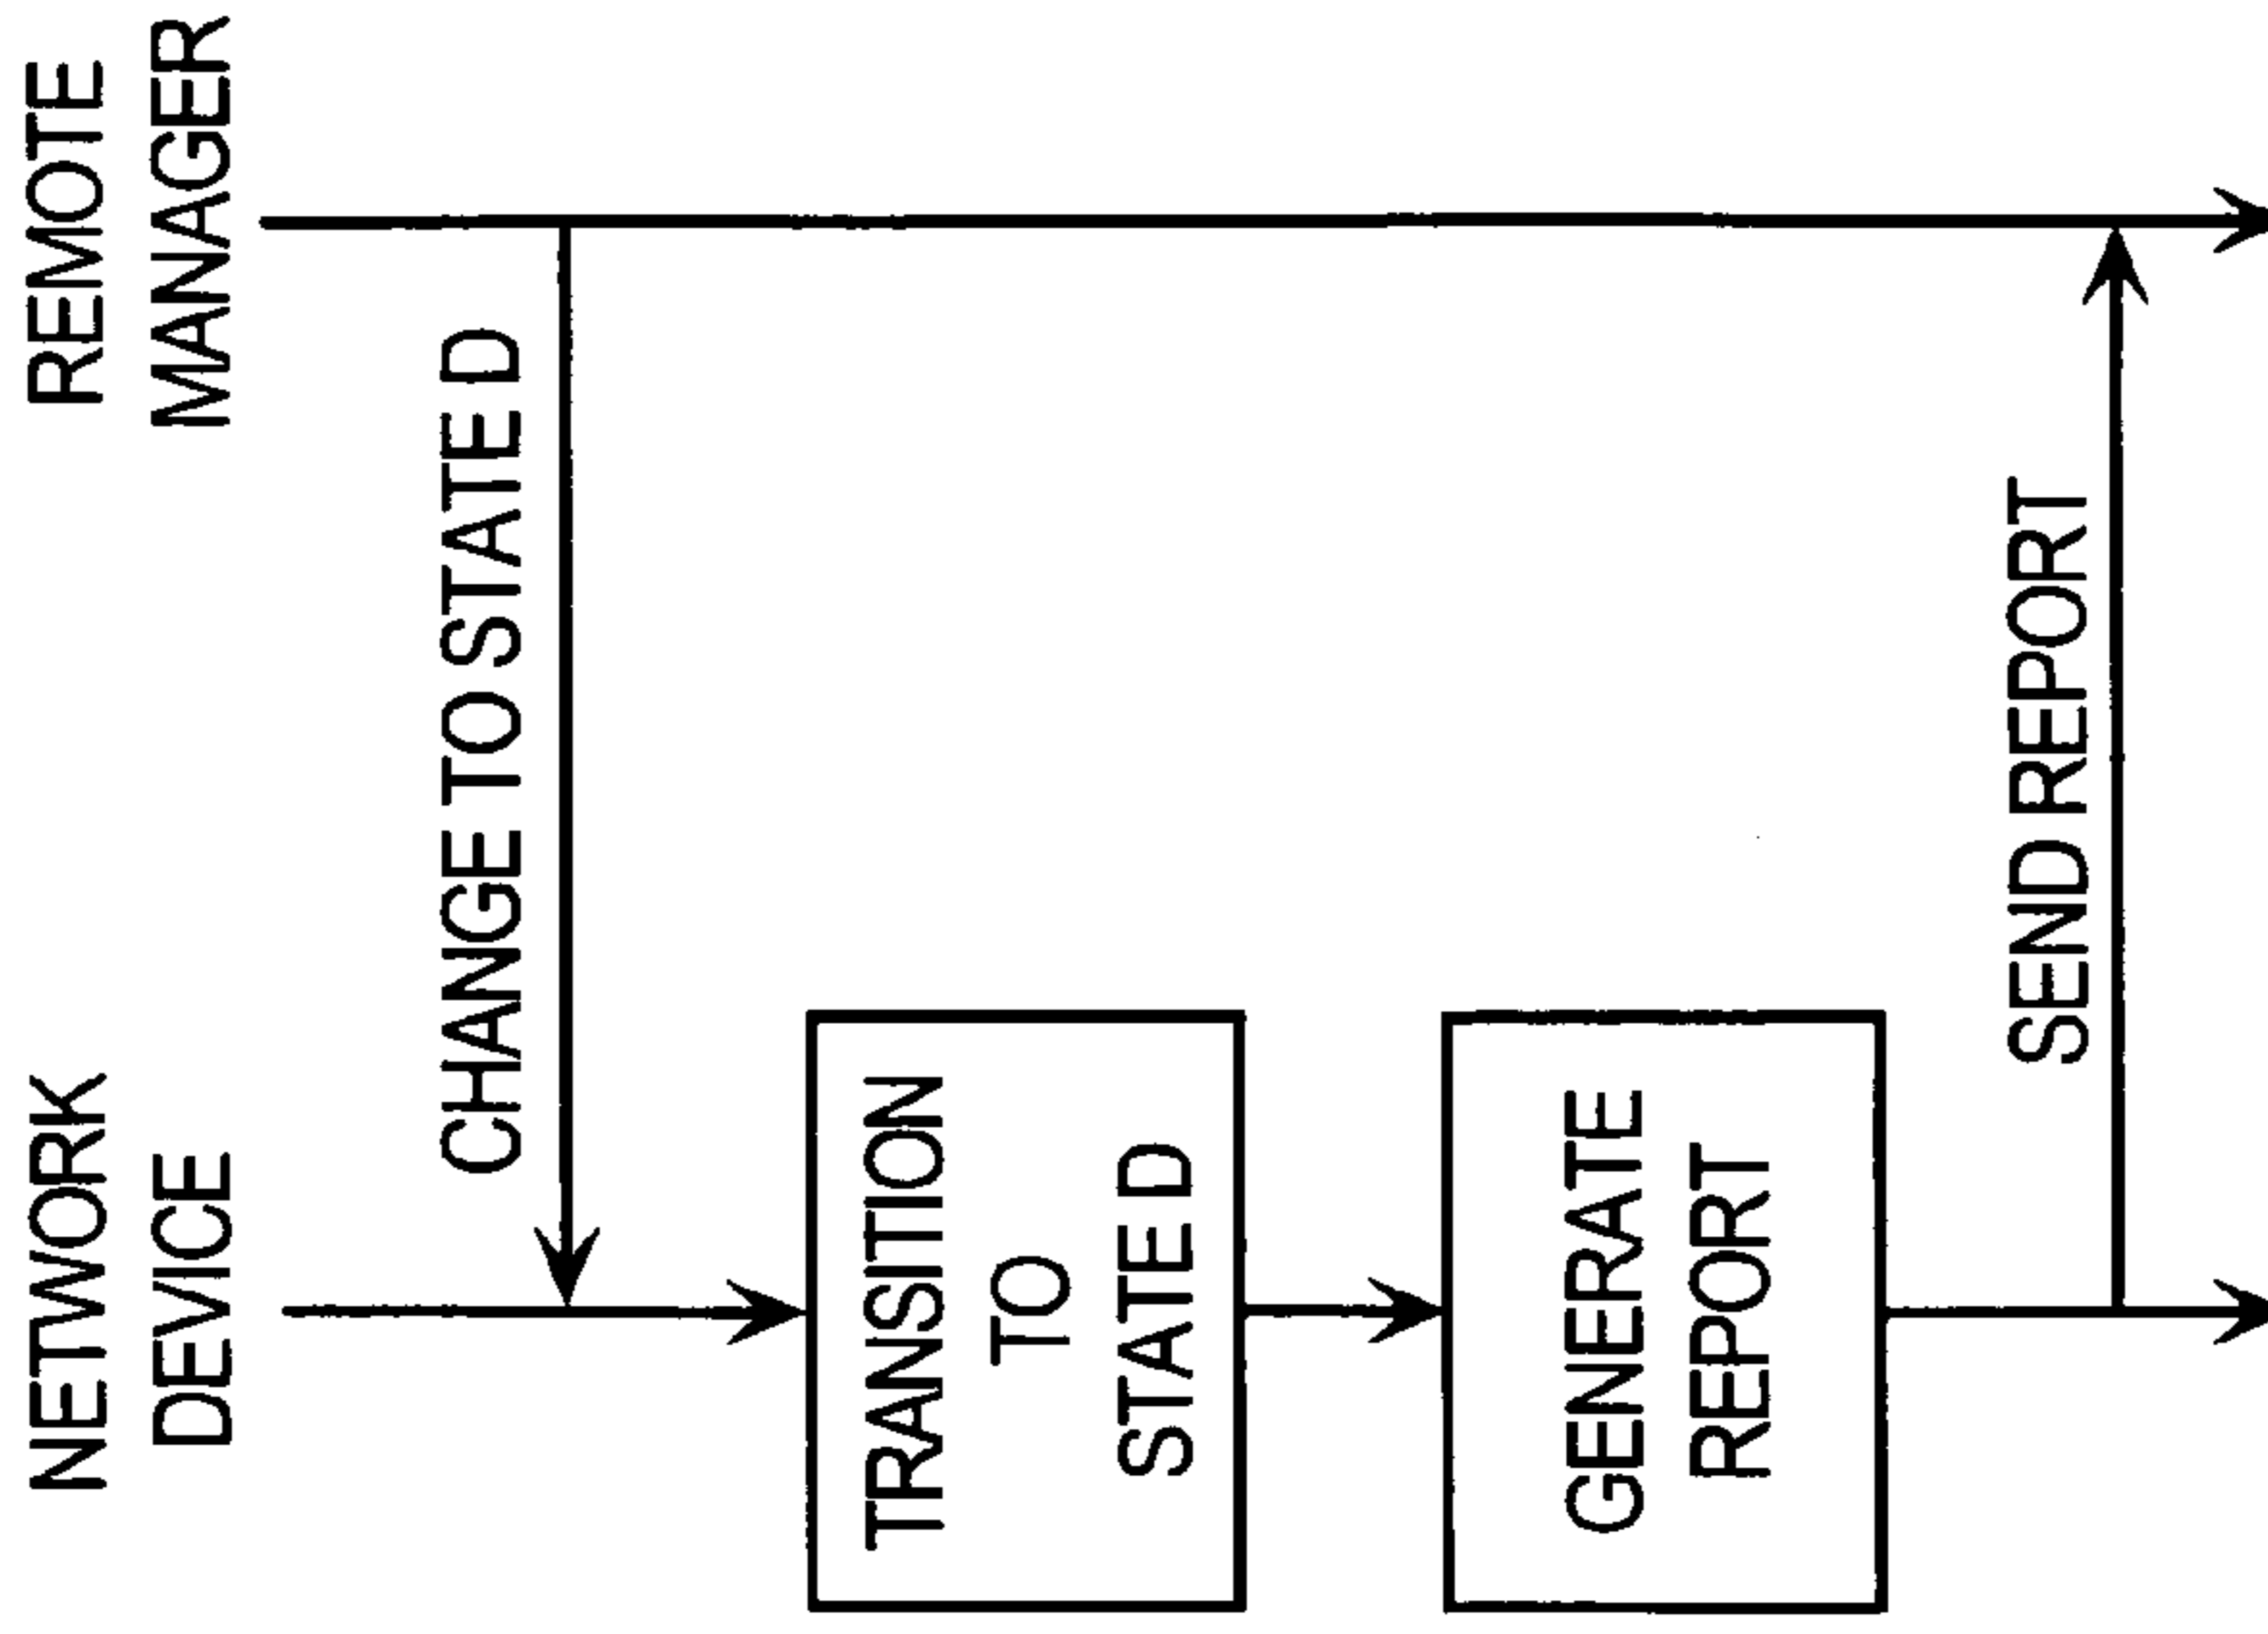 NETWORK
DEVICE
REMOTE
MANAGER
CHANGE TO STATE D
TRANSITION
TO
STATE D
GENERATE
REPORT
SEND REPORT